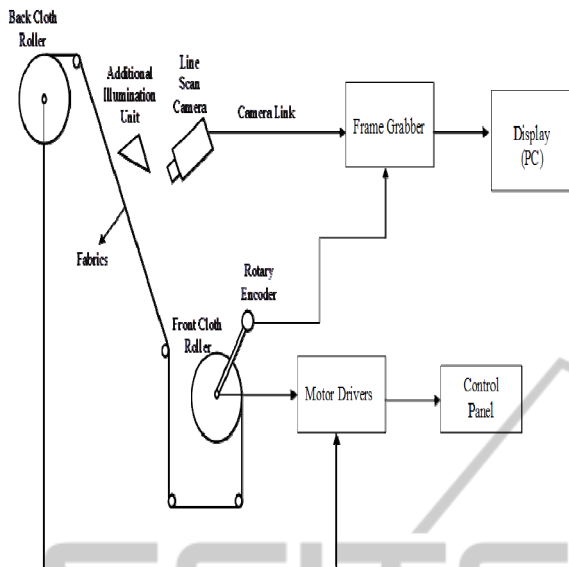 Back Cloth
Roller
Additional
Illumination
Unit
Line
Scan
Camera
Camera Link
Frame Grabber
Display
(PC)
Fabrics
Rotary
Encoder
Front Cloth
Roller
Motor Drivers
Control
Panel